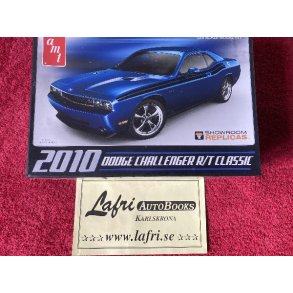 amt
SHOWROOM
REPLICAS
2010 DODGE CHALLENGER R/T CLASSIC
Lafri AUTOBOOKS
KARLSKRONA
☆☆☆ www.lafri.se ☆☆☆